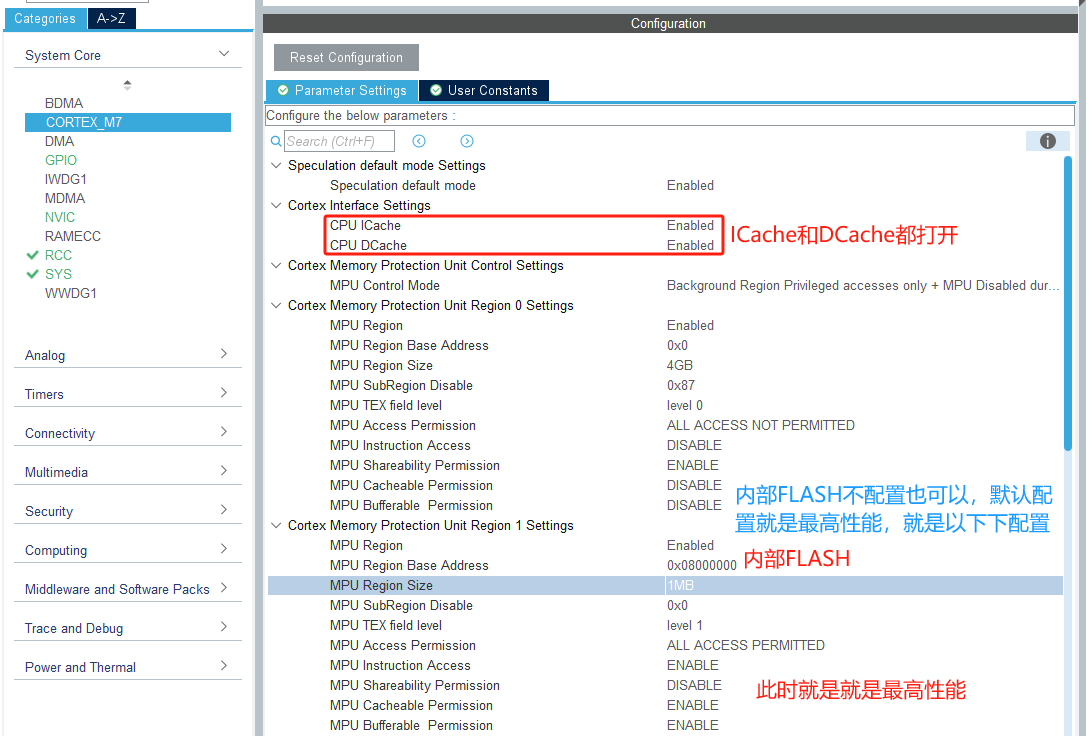 Categories
A->Z
System Core
BDMA
CORTEX_M7
DMA
GPIO
IWDG1
MDMA
NVIC
RAMECC
RCC
SYS
WWDG1
Analog
Timers
Connectivity
Multimedia
Security
Computing
Middleware and Software Packs
Trace and Debug
Power and Thermal
Configuration
Reset Configuration
Parameter Settings
User Constants
Configure the below parameters :
Search (Ctrl+F)
Speculation default mode Settings
Speculation default mode Enabled
Cortex Interface Settings
CPU ICache Enabled
CPU DCache Enabled
ICache和DCache都打开
Cortex Memory Protection Unit Control Settings
MPU Control Mode Background Region Privileged accesses only + MPU Disabled dur...
Cortex Memory Protection Unit Region 0 Settings
MPU Region Enabled
MPU Region Base Address 0x0
MPU Region Size 4GB
MPU SubRegion Disable 0x87
MPU TEX field level level 0
MPU Access Permission ALL ACCESS NOT PERMITTED
MPU Instruction Access DISABLE
MPU Shareability Permission ENABLE
MPU Cacheable Permission DISABLE
MPU Bufferable Permission DISABLE
内部FLASH不配置也可以，默认配
置就是最高性能，就是以下下配置
Cortex Memory Protection Unit Region 1 Settings
MPU Region Enabled
MPU Region Base Address 0x08000000 内部FLASH
MPU Region Size 1MB
MPU SubRegion Disable 0x0
MPU TEX field level level 1
MPU Access Permission ALL ACCESS PERMITTED
MPU Instruction Access ENABLE
MPU Shareability Permission DISABLE
此时就是就是最高性能
MPU Cacheable Permission ENABLE
MPU Bufferable Permission ENABLE